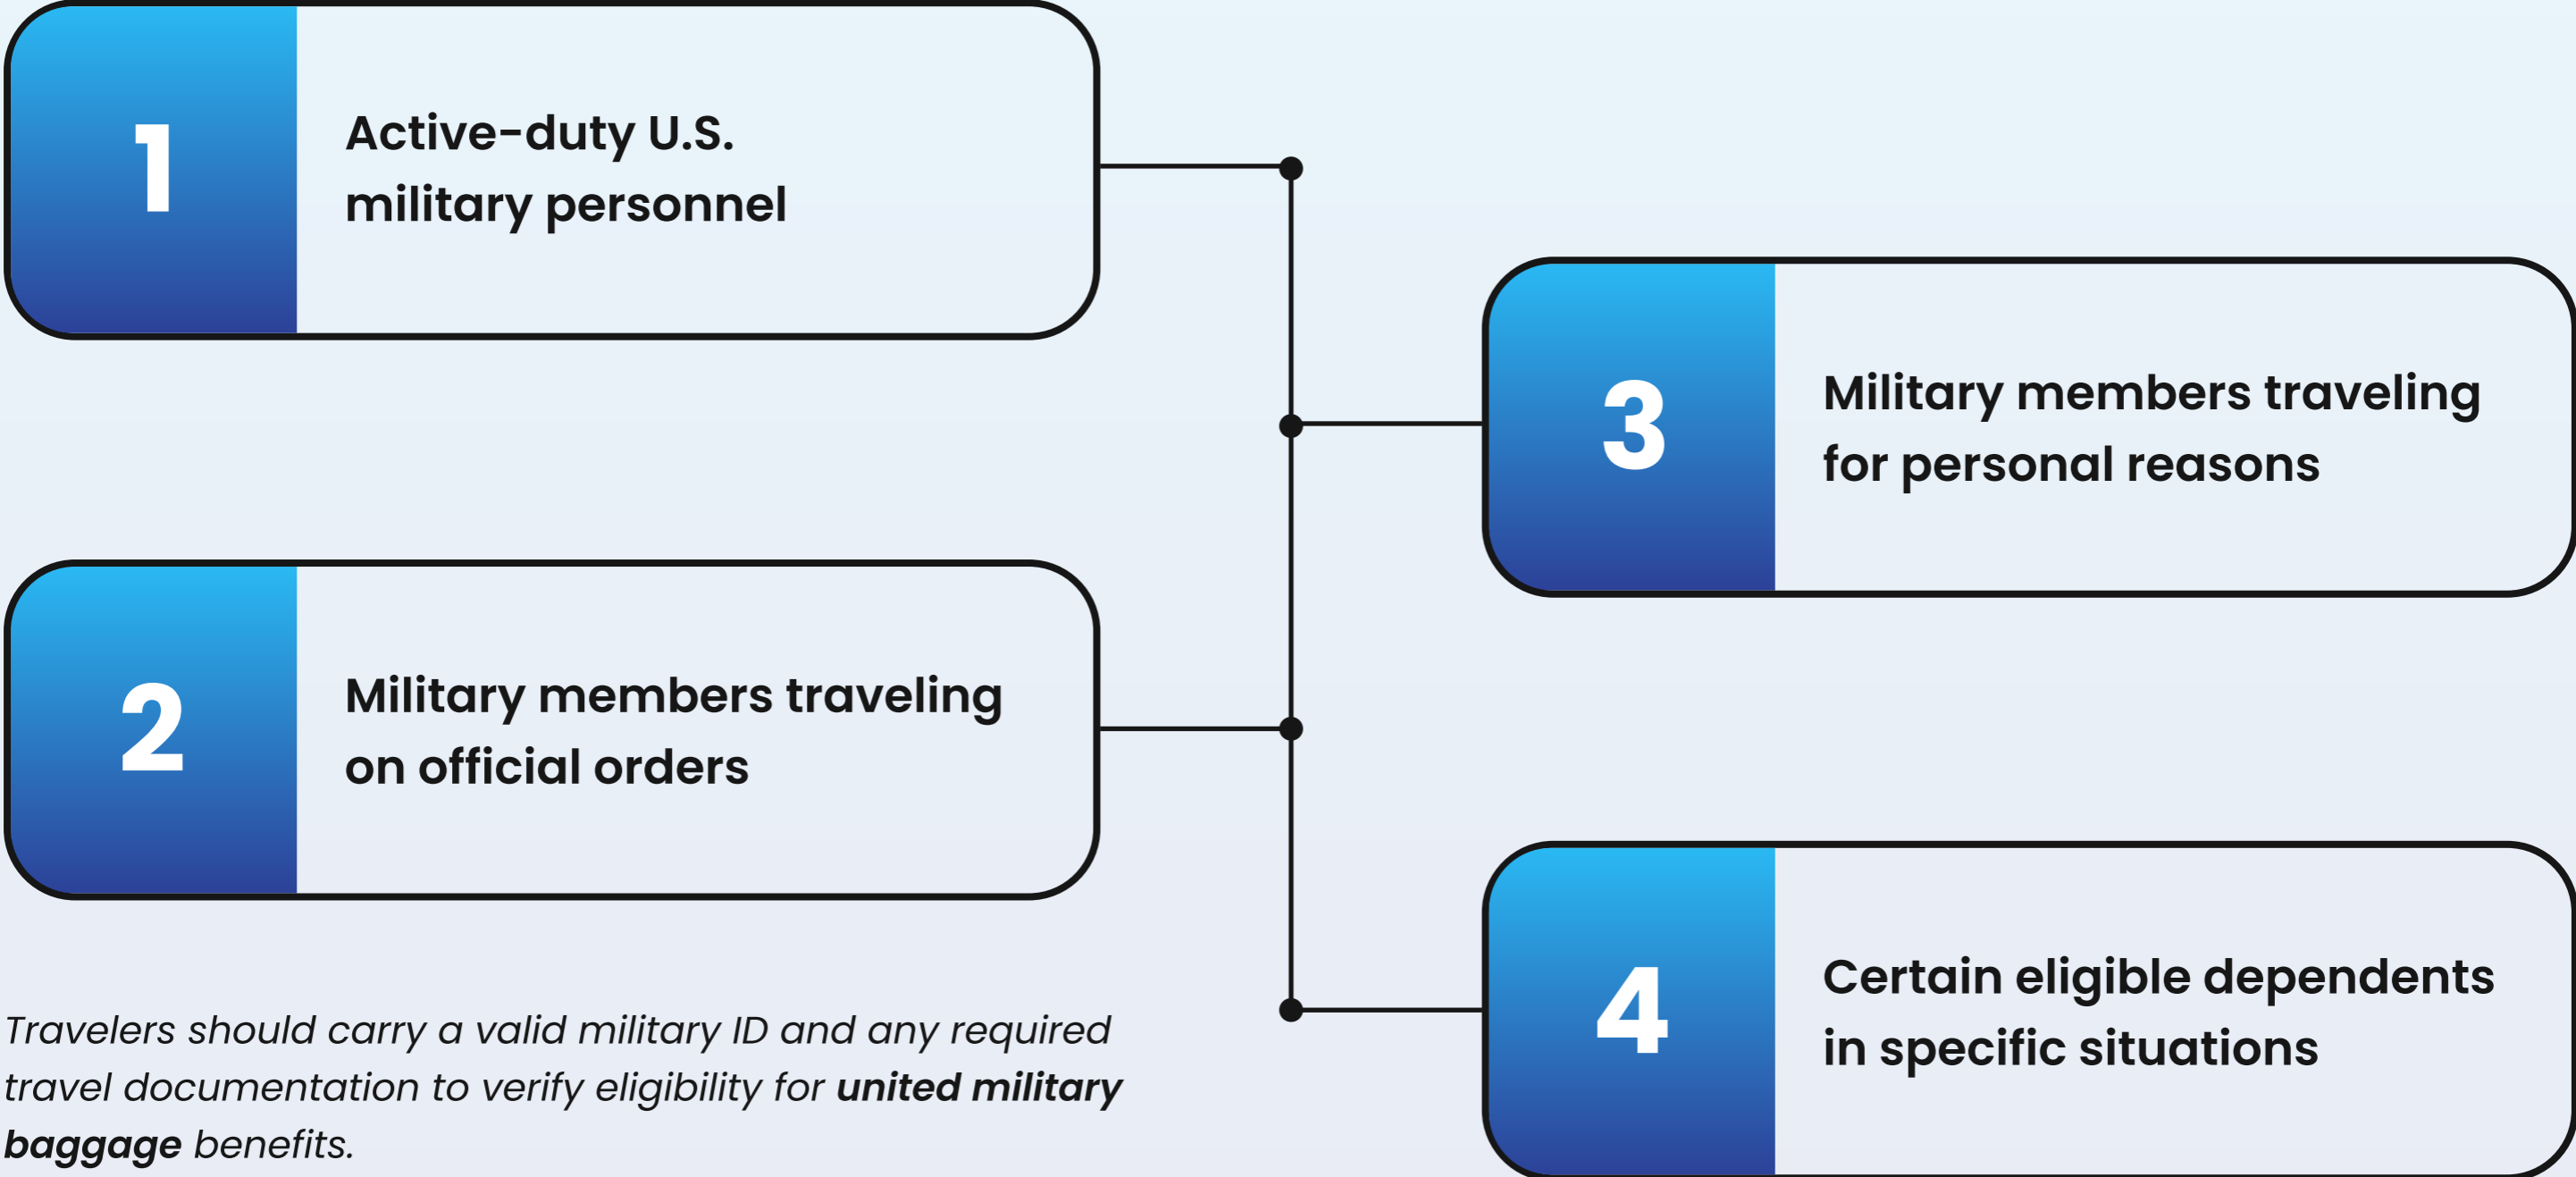 1
Active-duty U.S.
military personnel
2
Military members traveling
on official orders
3
Military members traveling
for personal reasons
4
Certain eligible dependents
in specific situations
Travelers should carry a valid military ID and any required
travel documentation to verify eligibility for united military
baggage benefits.